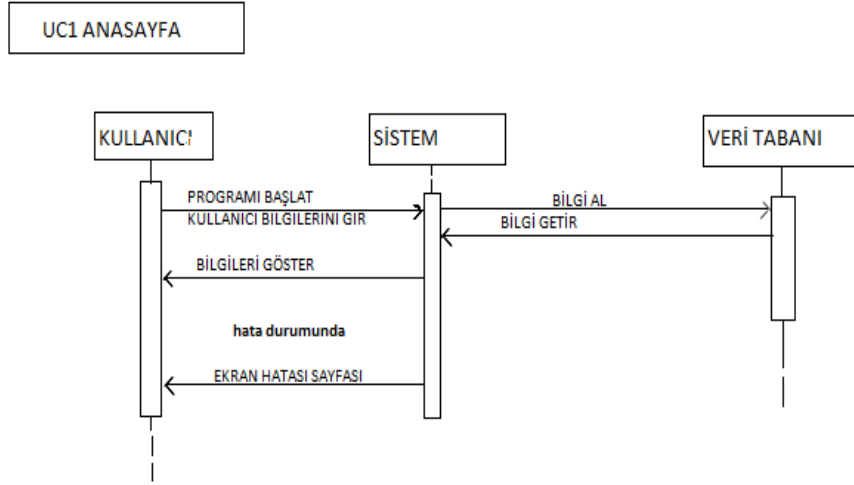 UC1 ANASAYFA
KULLANICI
SİSTEM
VERİ TABANI
PROGRAMI BAŞLAT
KULLANICI BILGILERINI GIR
BİLGİ AL
BİLGİ GETİR
BİLGİLERİ GÖSTER
hata durumunda
EKRAN HATASI SAYFASI